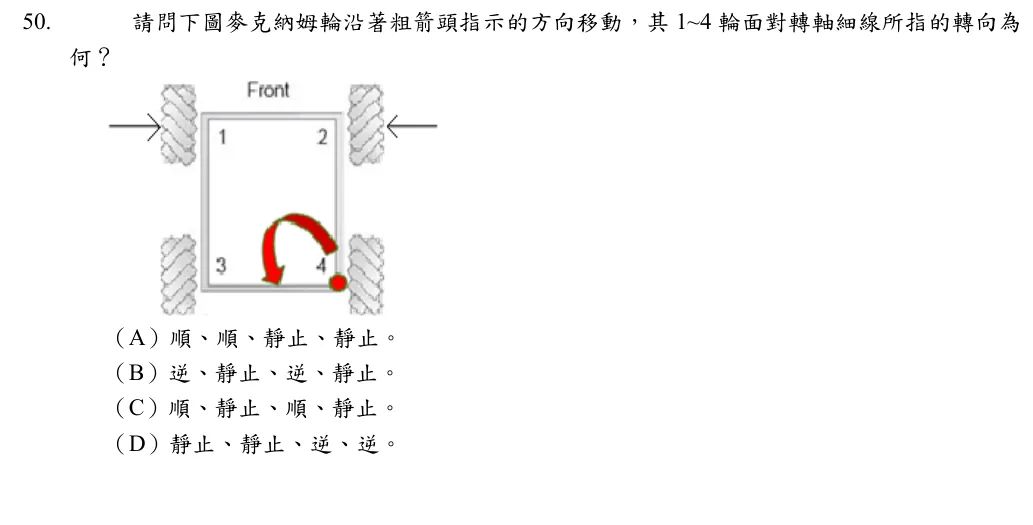 50. 請問下圖麥克納姆輪沿著粗箭頭指示的方向移動，其 1~4 輪面對轉軸細線所指的轉向為
何？
Front
1 2
3 4
（A）順、順、靜止、靜止。
（B）逆、靜止、逆、靜止。
（C）順、靜止、順、靜止。
（D）靜止、靜止、逆、逆。